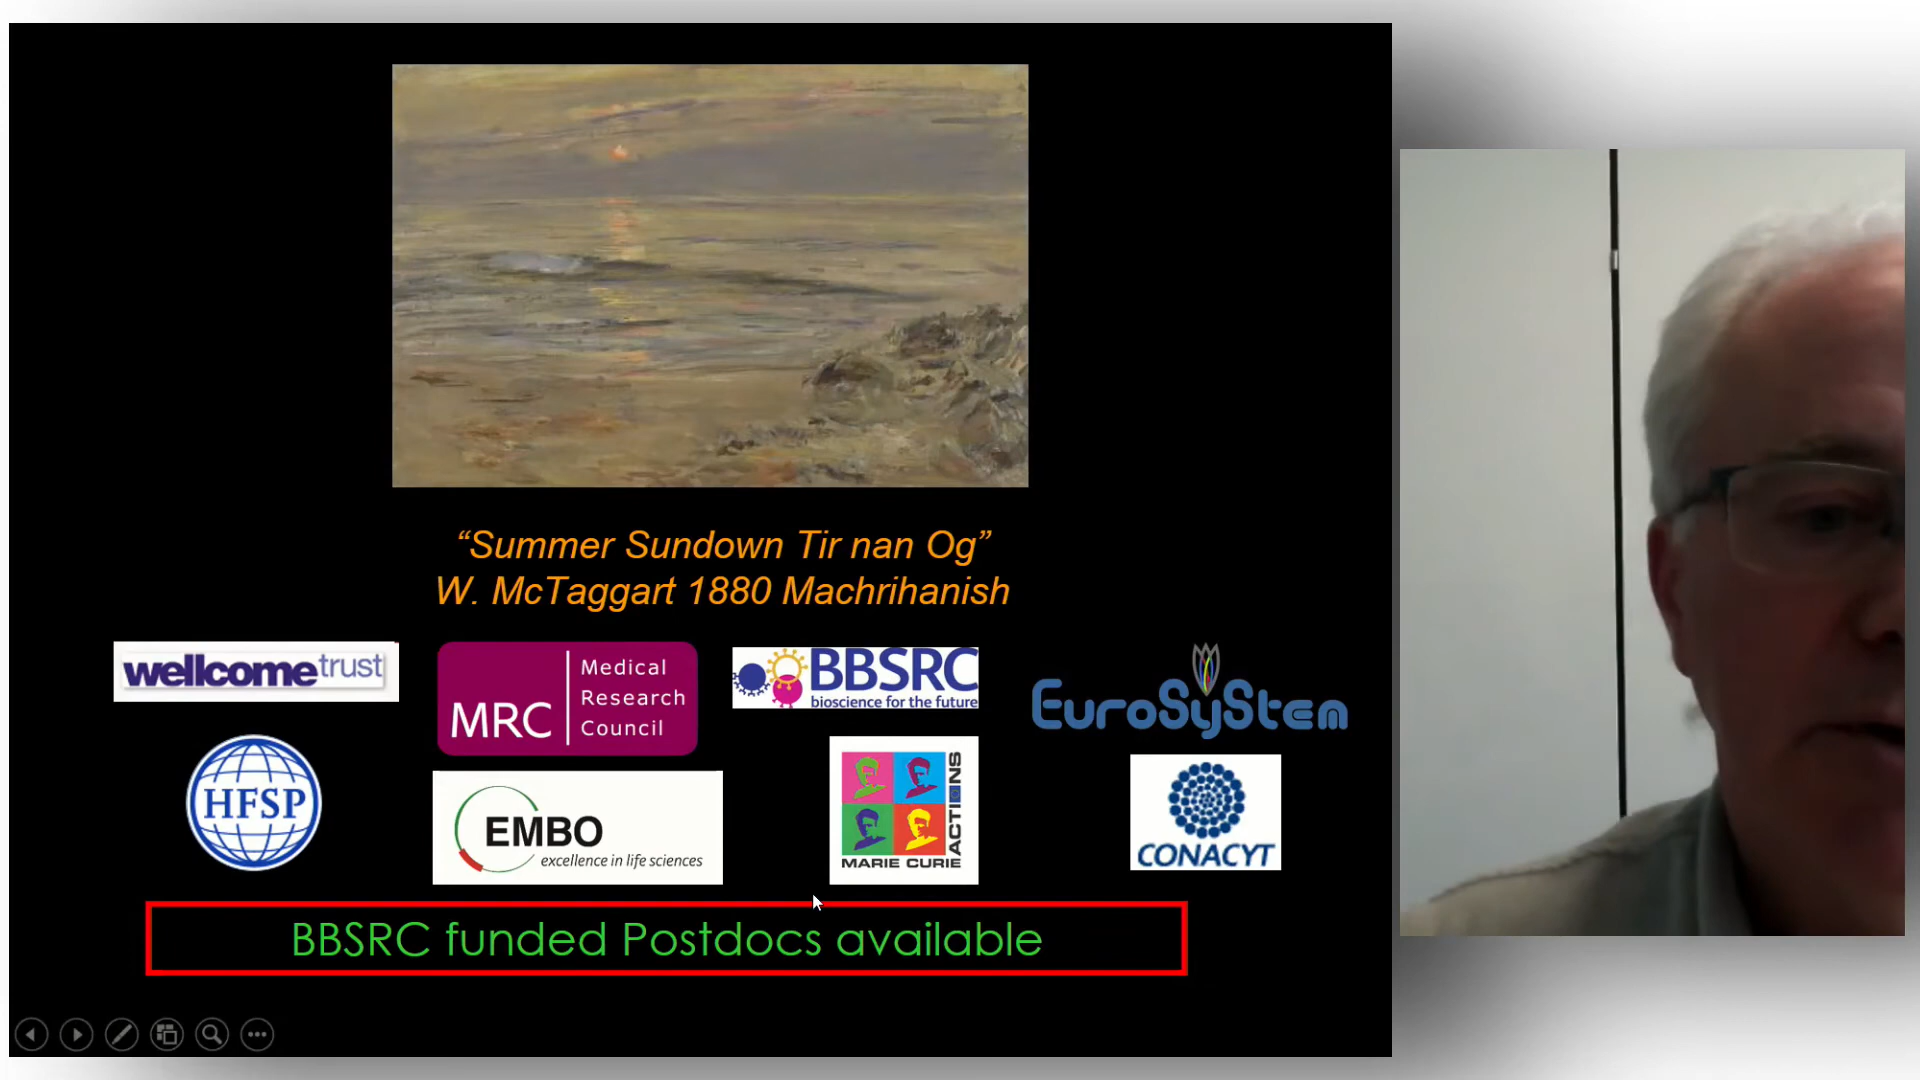 “Summer Sundown Tir nan Og”
W. McTaggart 1880 Machrihanish
wellcometrust
MRC
Medical
Research
Council
BBSRC
bioscience for the future
EuroSyStem
HFSP
EMBO
excellence in life sciences
MARIE CURIE
ACTIONS
CONACYT
BBSRC funded Postdocs available